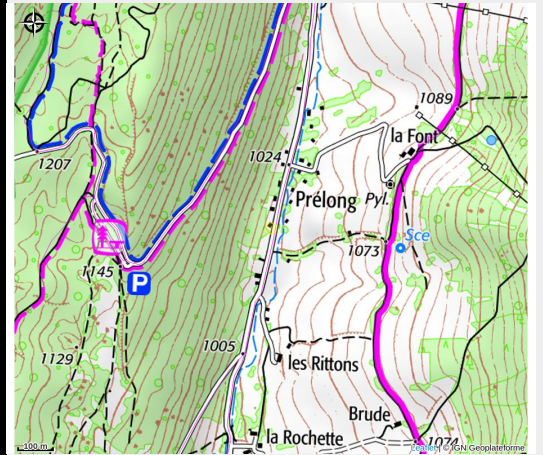 1089
la Font
1024
1207
Prélong
Pyl.
Sce
1073
1145
P
1005
les Rittons
1129
Brude
la Rochette
1074
100 m
Leaflet | © IGN Geoplateforme